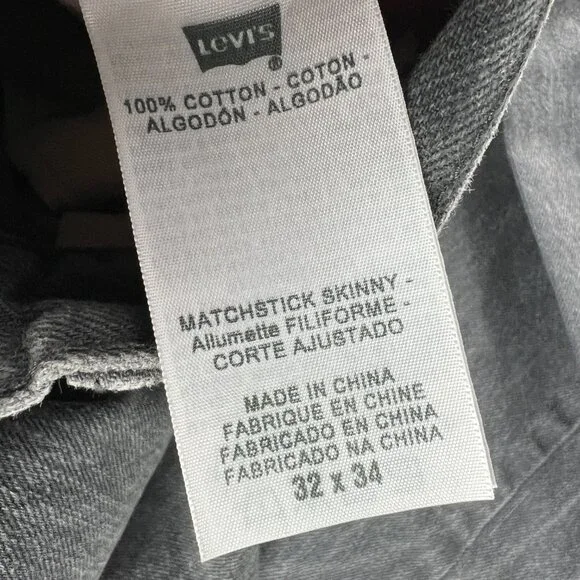 LEVI'S
®
100% COTTON - COTON -
ALGODÓN - ALGODÃO
MATCHSTICK SKINNY -
Allumette FILIFORME -
CORTE AJUSTADO
MADE IN CHINA
FABRIQUE EN CHINE
FABRICADO EN CHINA
FABRICADO NA CHINA
32 x 34